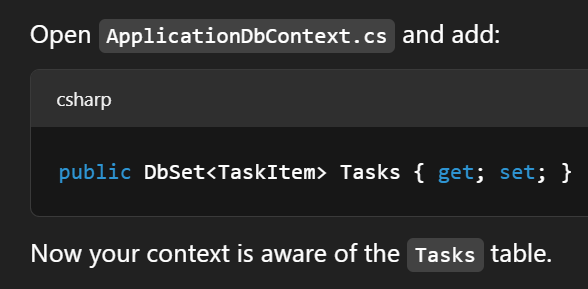 Open ApplicationDbContext.cs and add:
csharp
public DbSet<TaskItem> Tasks { get; set; }
Now your context is aware of the Tasks table.